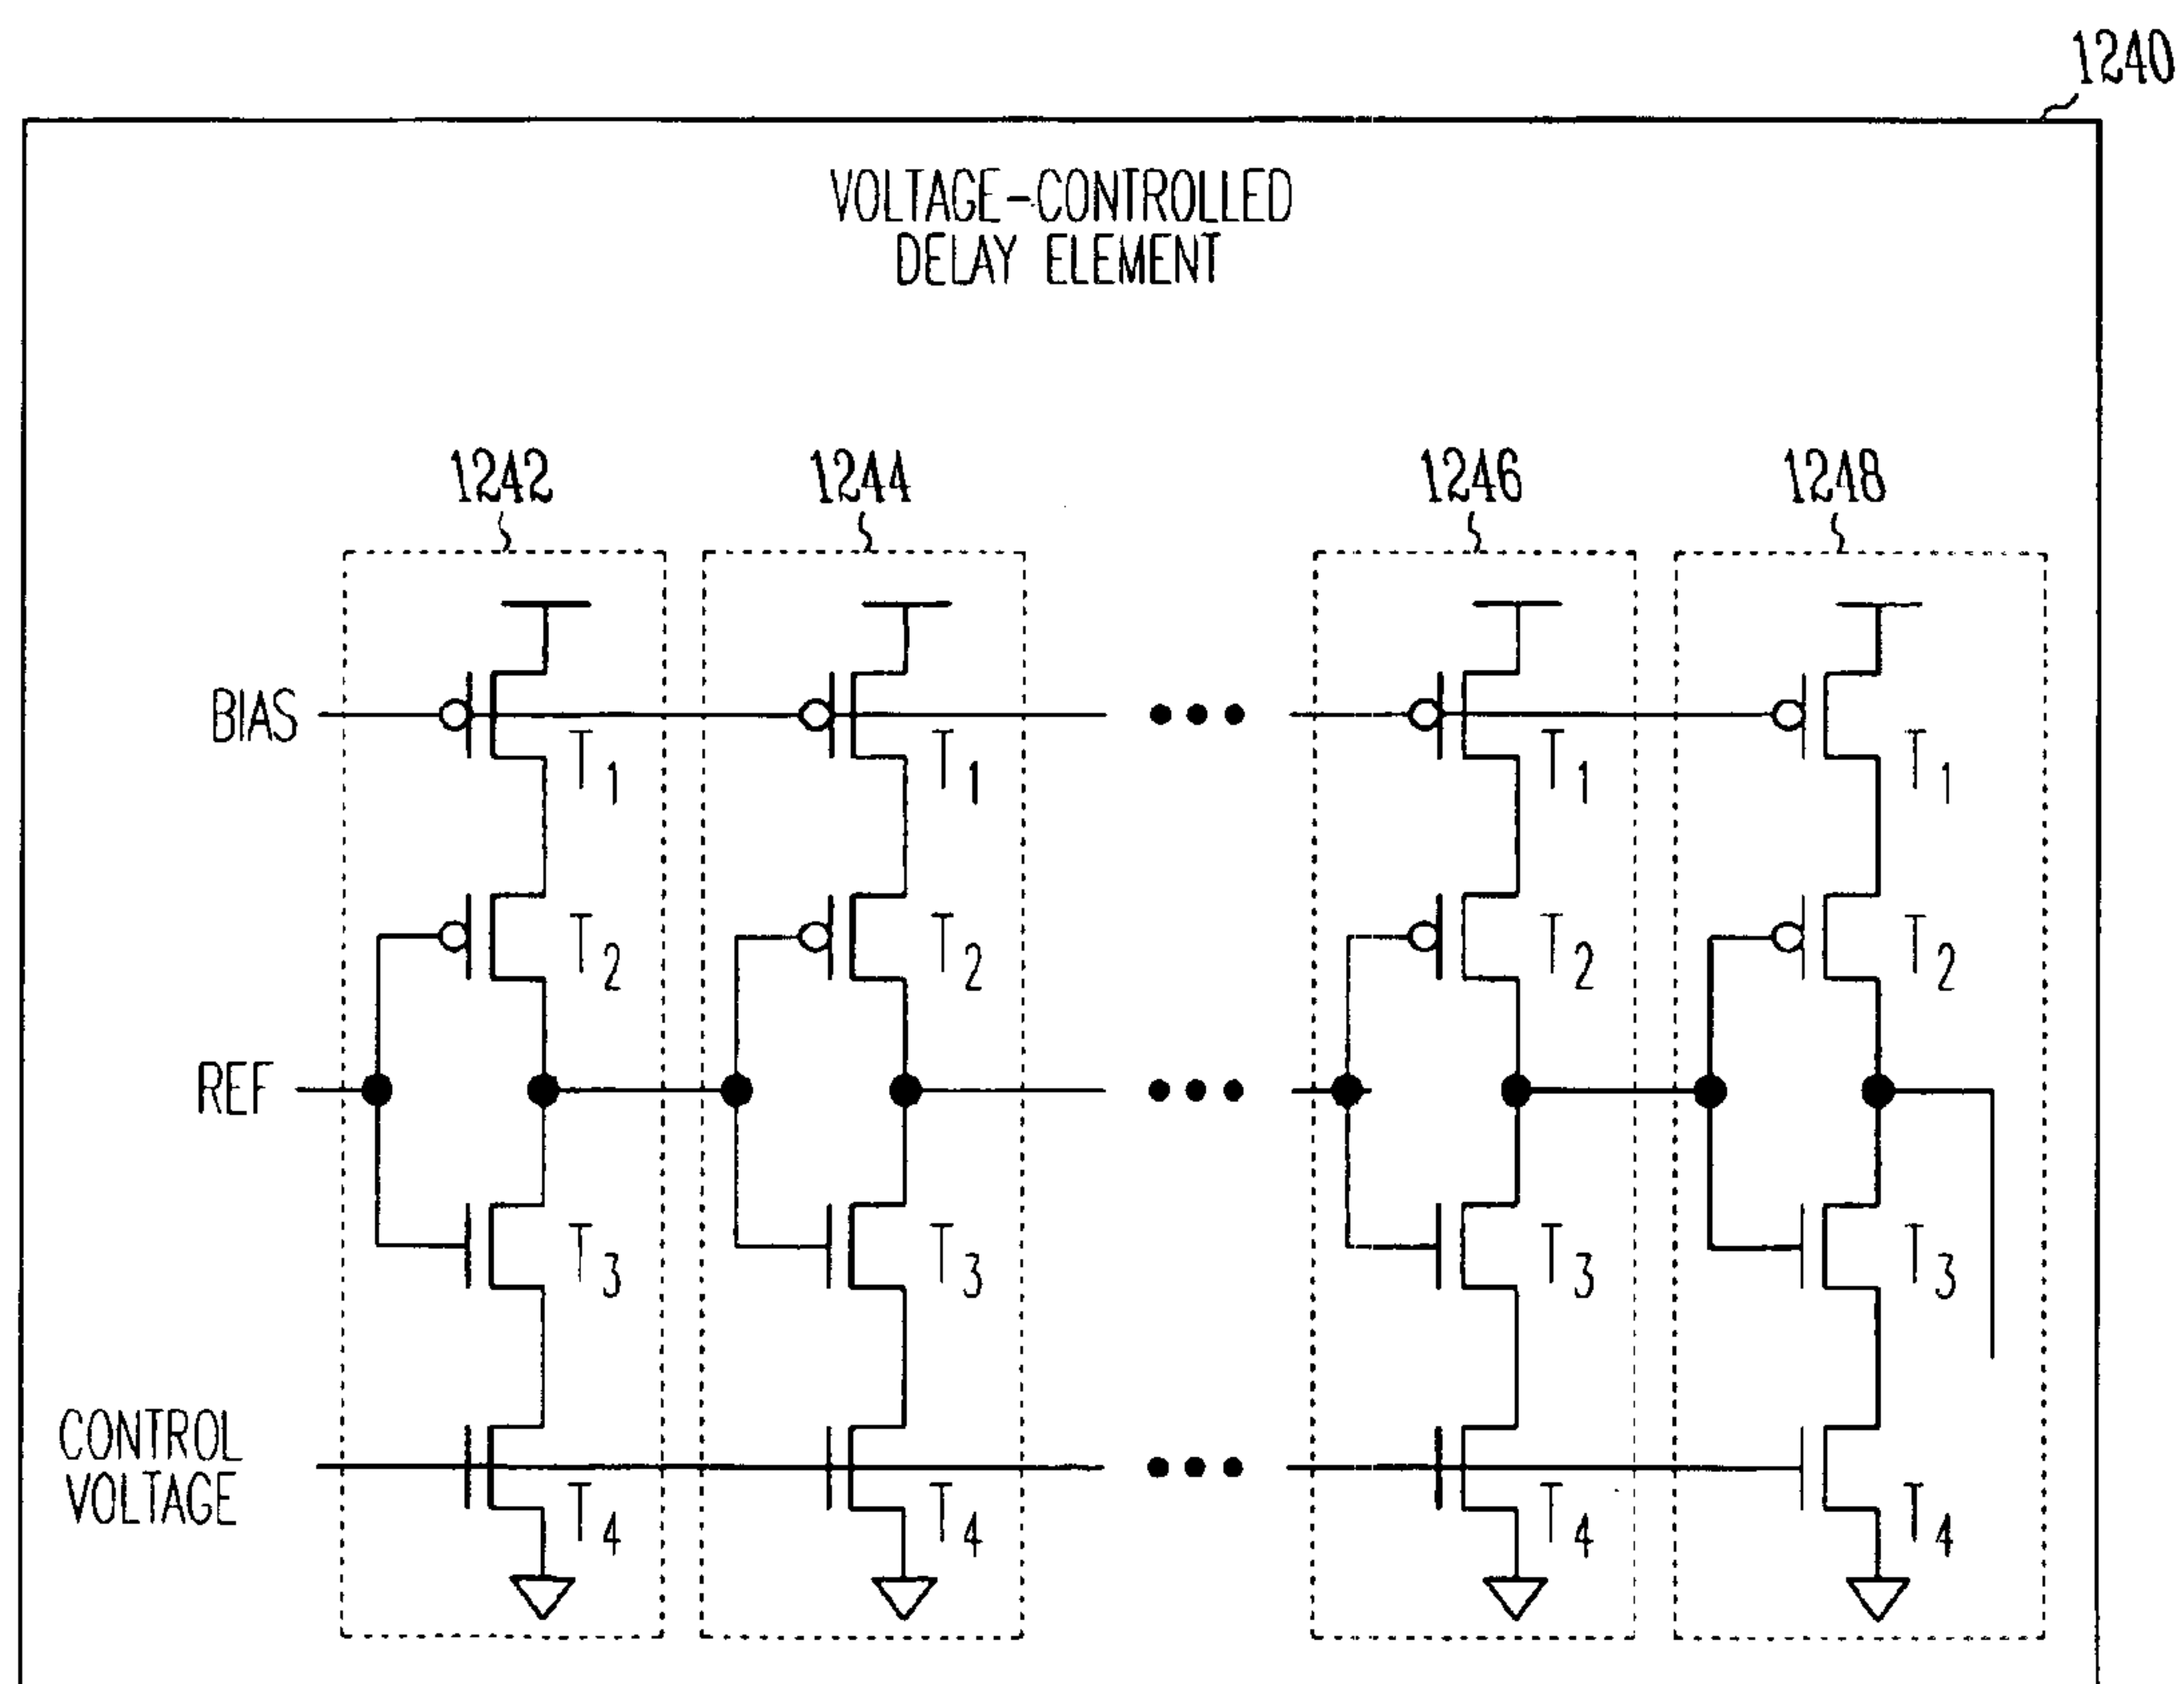 1240
VOLTAGE-CONTROLLED
DELAY ELEMENT
1242 1244 1246 1248
BIAS
T1 T1 T1 T1
T2 T2 T2 T2
REF
T3 T3 T3 T3
CONTROL
VOLTAGE
T4 T4 T4 T4